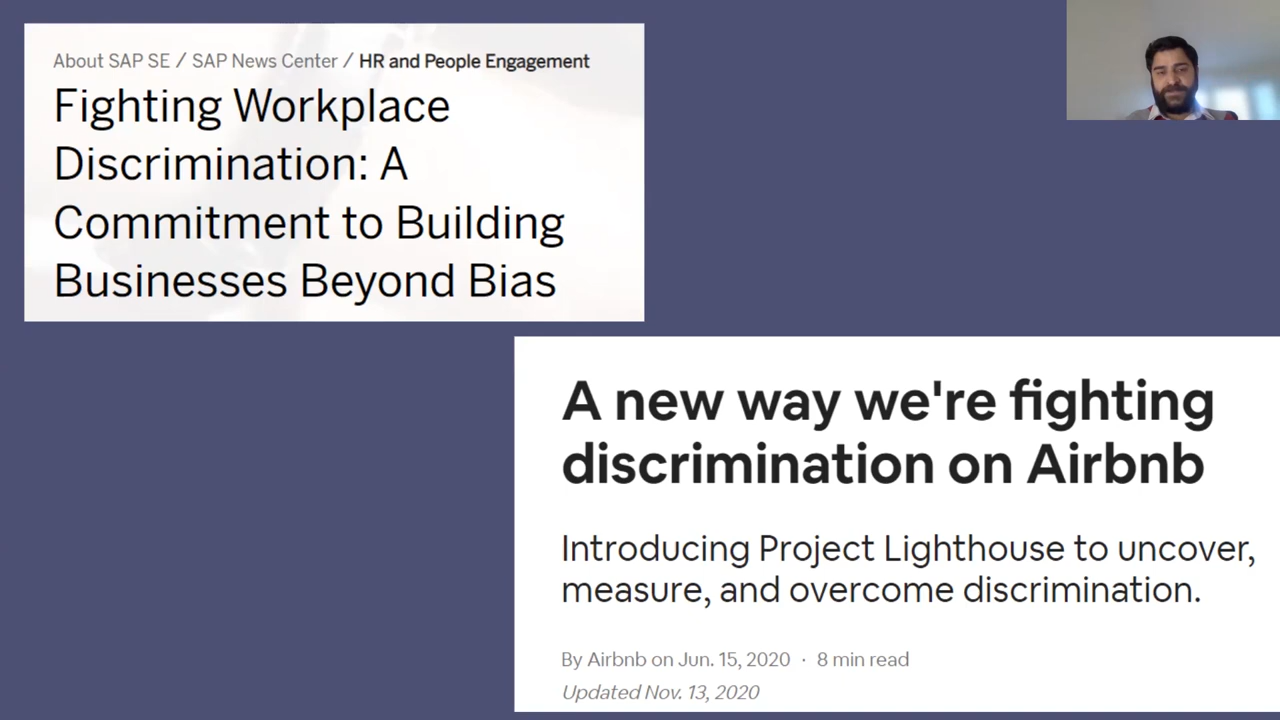 About SAP SE / SAP News Center / HR and People Engagement
Fighting Workplace
Discrimination: A
Commitment to Building
Businesses Beyond Bias
A new way we're fighting
discrimination on Airbnb
Introducing Project Lighthouse to uncover,
measure, and overcome discrimination.
By Airbnb on Jun. 15, 2020 · 8 min read
Updated Nov. 13, 2020